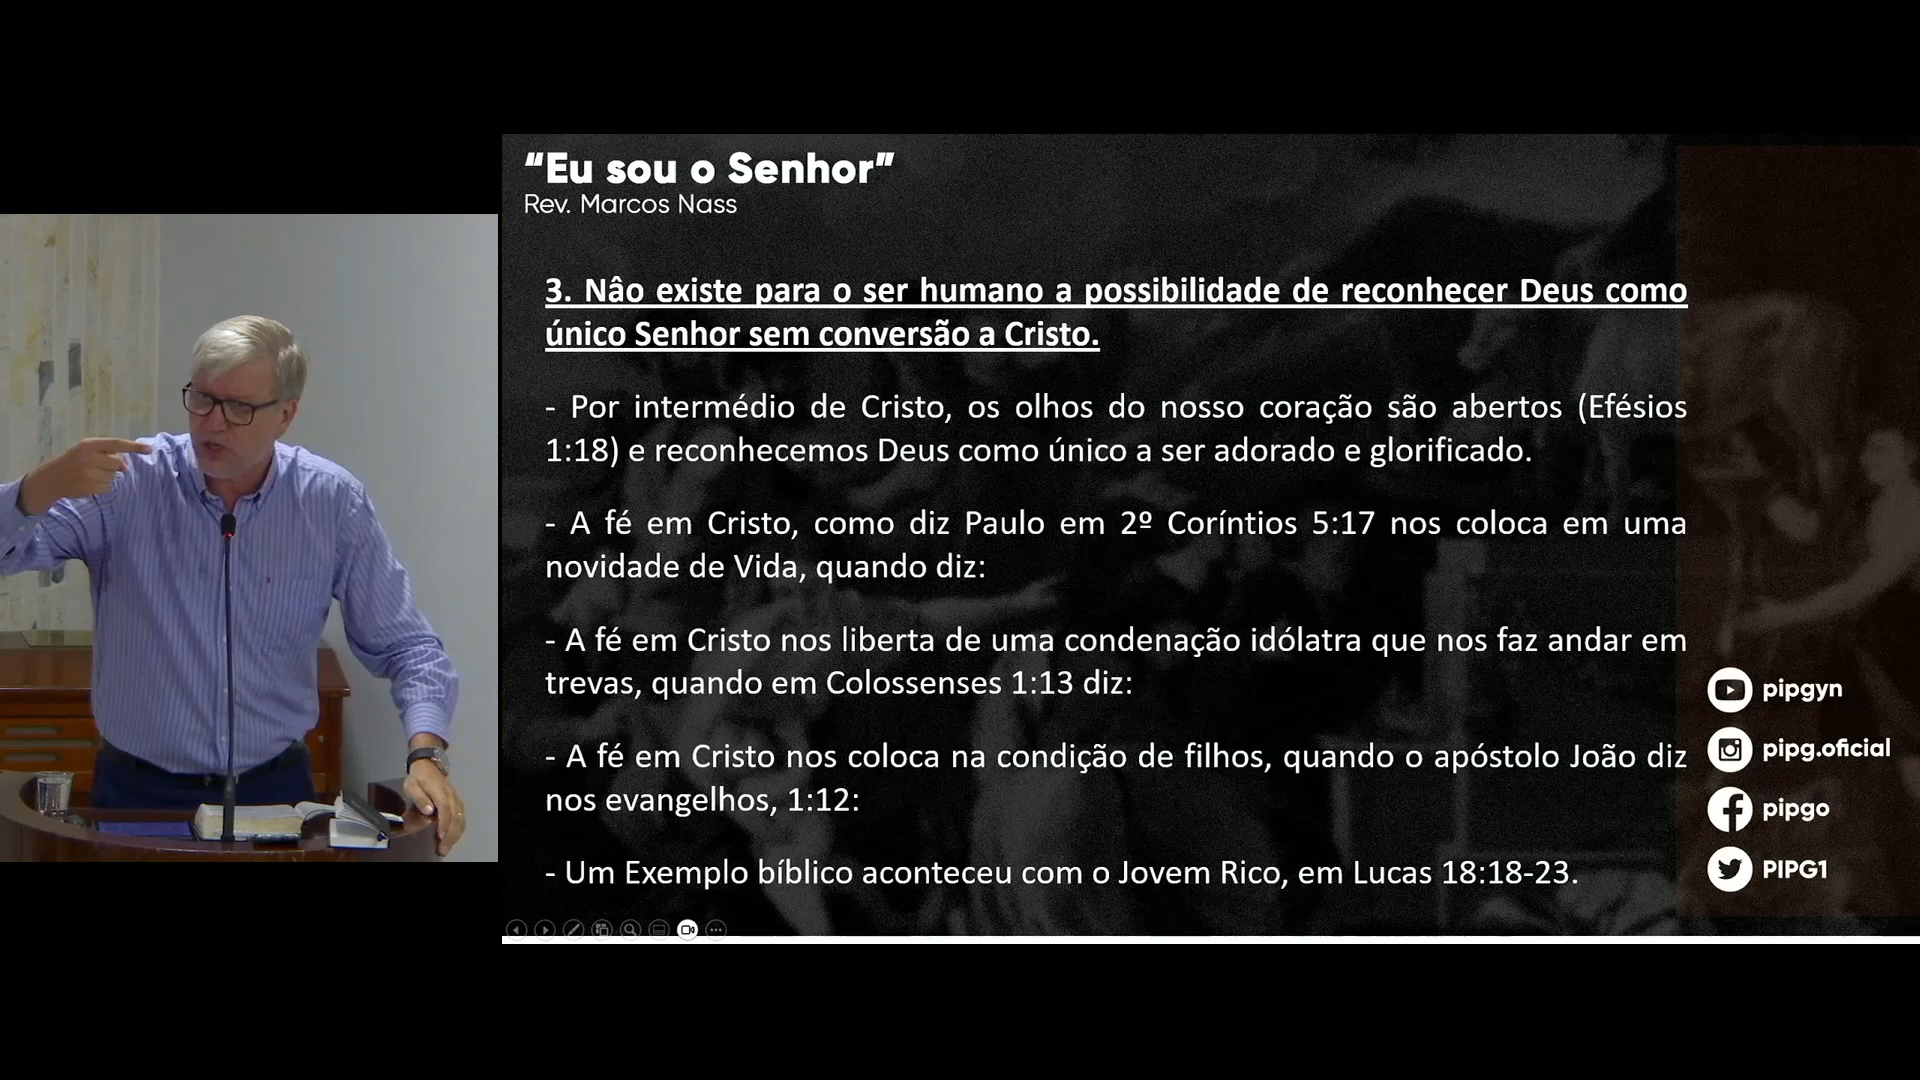 “Eu sou o Senhor”
Rev. Marcos Nass
3. Nâo existe para o ser humano a possibilidade de reconhecer Deus como
único Senhor sem conversão a Cristo.
- Por intermédio de Cristo, os olhos do nosso coração são abertos (Efésios
1:18) e reconhecemos Deus como único a ser adorado e glorificado.
- A fé em Cristo, como diz Paulo em 2º Coríntios 5:17 nos coloca em uma
novidade de Vida, quando diz:
- A fé em Cristo nos liberta de uma condenação idólatra que nos faz andar em
trevas, quando em Colossenses 1:13 diz:
- A fé em Cristo nos coloca na condição de filhos, quando o apóstolo João diz
nos evangelhos, 1:12:
- Um Exemplo bíblico aconteceu com o Jovem Rico, em Lucas 18:18-23.
pipgyn
pipg.oficial
pipgo
PIPG1